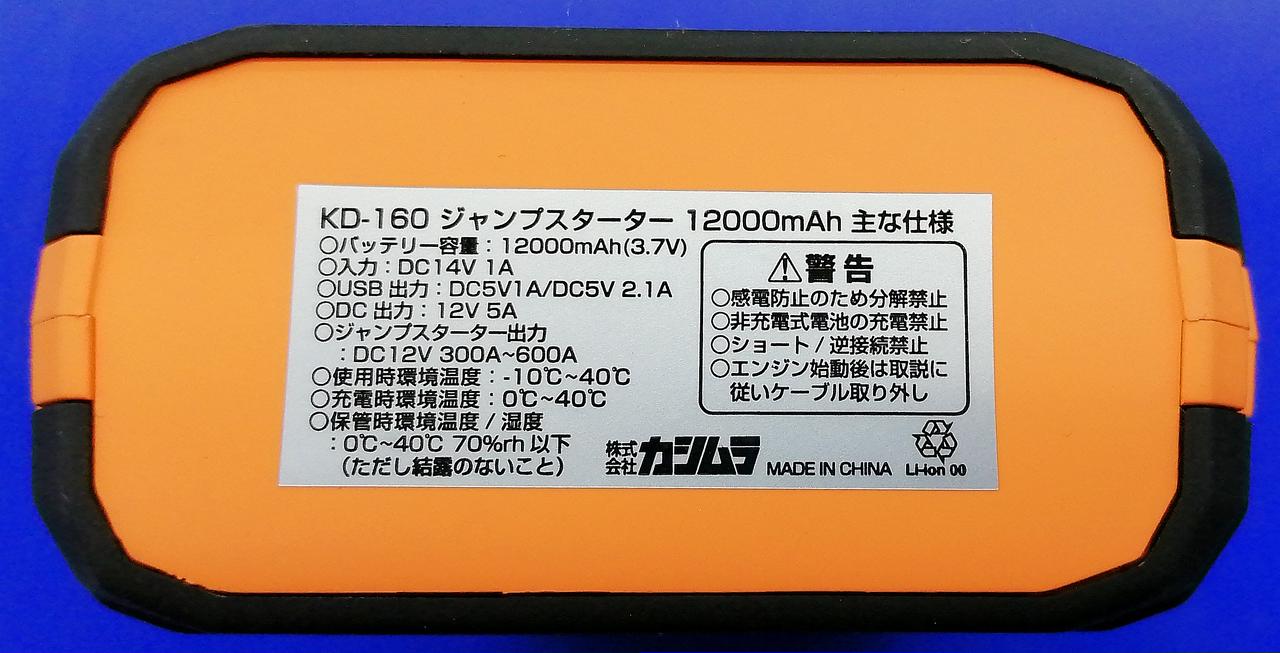 KD-160 ジャンプスターター 12000mAh 主な仕様
○バッテリー容量：12000mAh(3.7V)
○入力：DC14V 1A
○USB出力：DC5V1A/DC5V 2.1A
○DC出力：12V 5A
○ジャンプスターター出力
：DC12V 300A~600A
○使用時環境温度：-10℃~40℃
○充電時環境温度：0℃~40℃
○保管時環境温度 / 湿度
：0℃~40℃ 70%rh以下
（ただし結露のないこと）
⚠警告
○感電防止のため分解禁止
○非充電式電池の充電禁止
○ショート / 逆接続禁止
○エンジン始動後は取説に
従いケーブル取り外し
株式会社カシムラ MADE IN CHINA
Li-ion 00